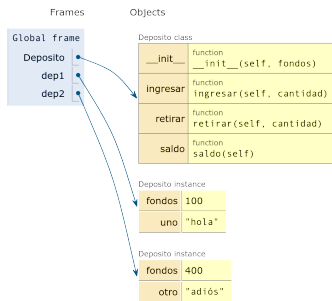 Frames Objects
Global frame
Deposito
dep1
dep2
Deposito class
__init__ function
__init__(self, fondos)
ingresar function
ingresar(self, cantidad)
retirar function
retirar(self, cantidad)
saldo function
saldo(self)
Deposito instance
fondos 100
uno "hola"
Deposito instance
fondos 400
otro "adiós"